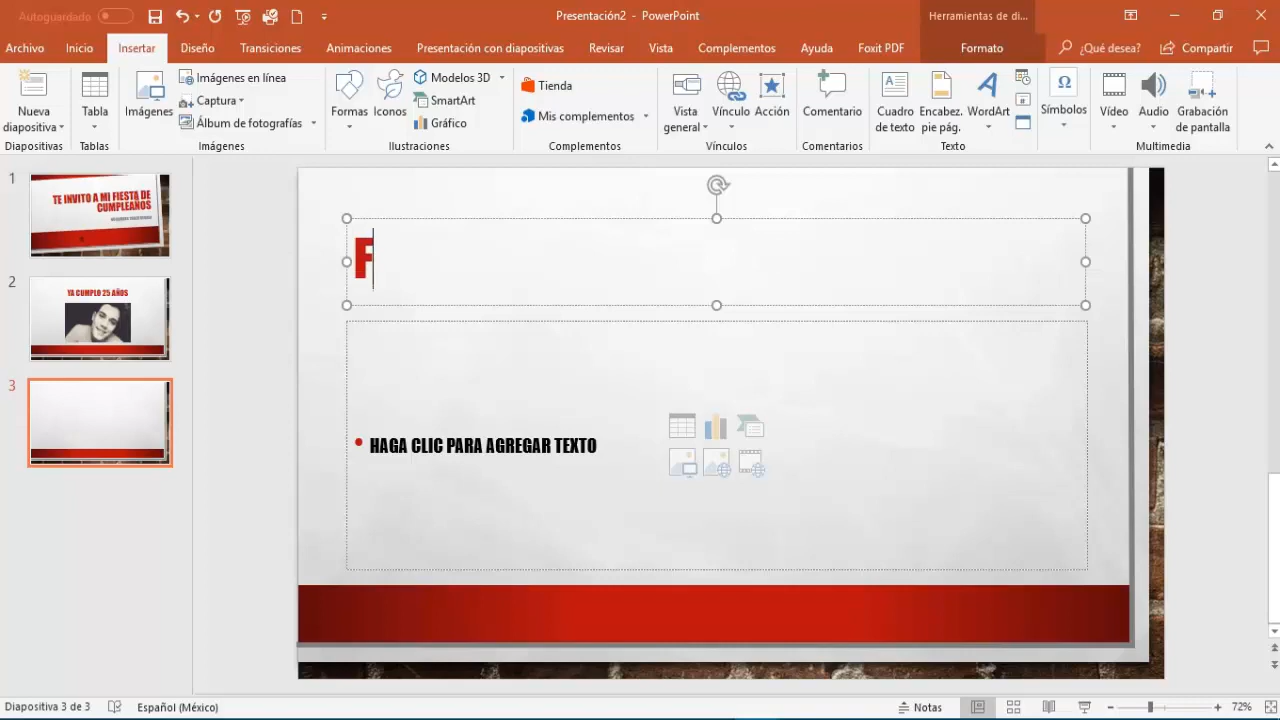 Autoguardado
Presentación2 - PowerPoint
Herramientas de di...
Archivo Inicio Insertar Diseño Transiciones Animaciones Presentación con diapositivas Revisar Vista Complementos Ayuda Foxit PDF Formato ¿Qué desea? Compartir
Nueva diapositiva
Tabla
Imágenes
Imágenes en línea
Captura
Álbum de fotografías
Formas
Iconos
Modelos 3D
SmartArt
Gráfico
Tienda
Mis complementos
Vista general
Vínculo
Acción
Comentario
Cuadro de texto
Encabez. pie pág.
WordArt
Símbolos
Vídeo
Audio
Grabación de pantalla
Diapositivas Tablas Imágenes Ilustraciones Complementos Vínculos Comentarios Texto Multimedia
1
TE INVITO A MI FIESTA DE
CUMPLEAÑOS
2
YA CUMPLO 25 AÑOS
3
F
HAGA CLIC PARA AGREGAR TEXTO
Diapositiva 3 de 3 Español (México) Notas 72%